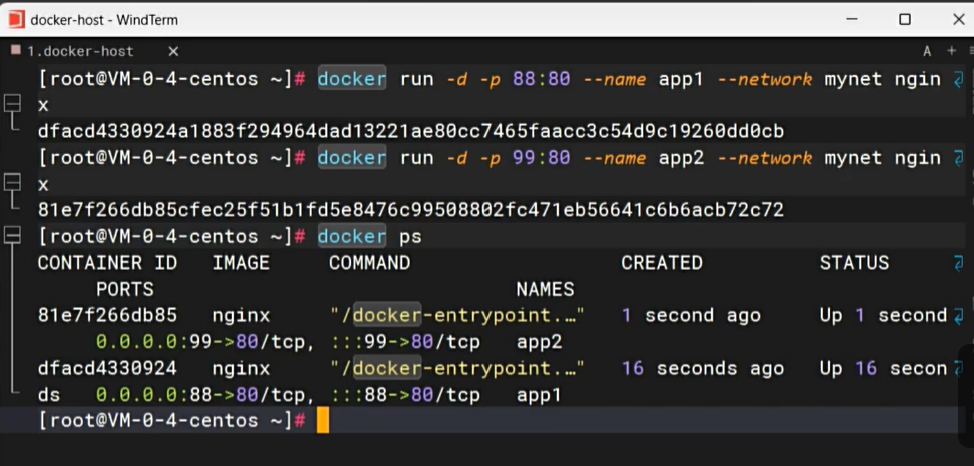 docker-host - WindTerm
1.docker-host
A +
[root@VM-0-4-centos ~]# docker run -d -p 88:80 --name app1 --network mynet ngin
x
dfacd4330924a1883f294964dad13221ae80cc7465faacc3c54d9c19260dd0cb
[root@VM-0-4-centos ~]# docker run -d -p 99:80 --name app2 --network mynet ngin
x
81e7f266db85cfec25f51b1fd5e8476c99508802fc471eb56641c6b6acb72c72
[root@VM-0-4-centos ~]# docker ps
CONTAINER ID IMAGE COMMAND CREATED STATUS
PORTS NAMES
81e7f266db85 nginx "/docker-entrypoint.…" 1 second ago Up 1 second
0.0.0.0:99->80/tcp, :::99->80/tcp app2
dfacd4330924 nginx "/docker-entrypoint.…" 16 seconds ago Up 16 secon
ds 0.0.0.0:88->80/tcp, :::88->80/tcp app1
[root@VM-0-4-centos ~]#